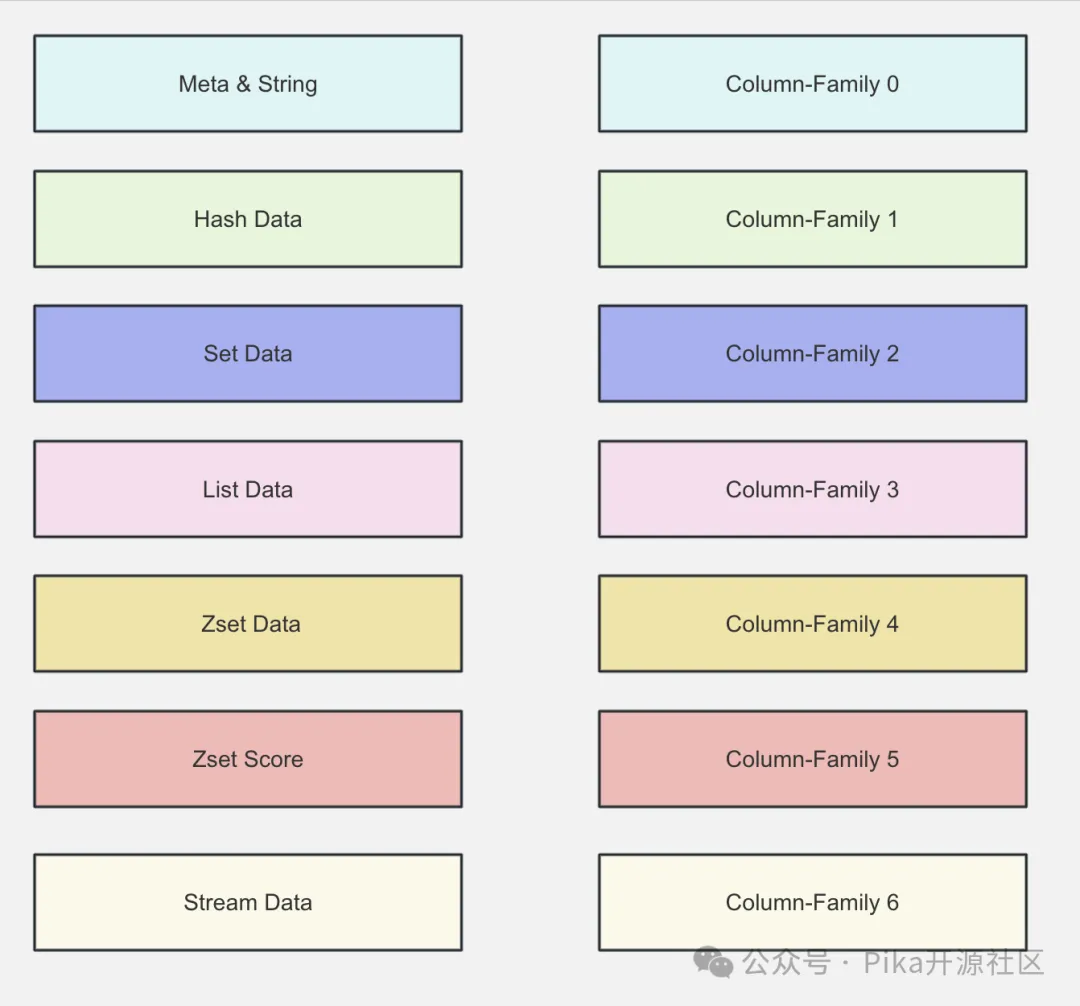 Meta & String
Column-Family 0
Hash Data
Column-Family 1
Set Data
Column-Family 2
List Data
Column-Family 3
Zset Data
Column-Family 4
Zset Score
Column-Family 5
Stream Data
Column-Family 6
公众号 · Pika开源社区